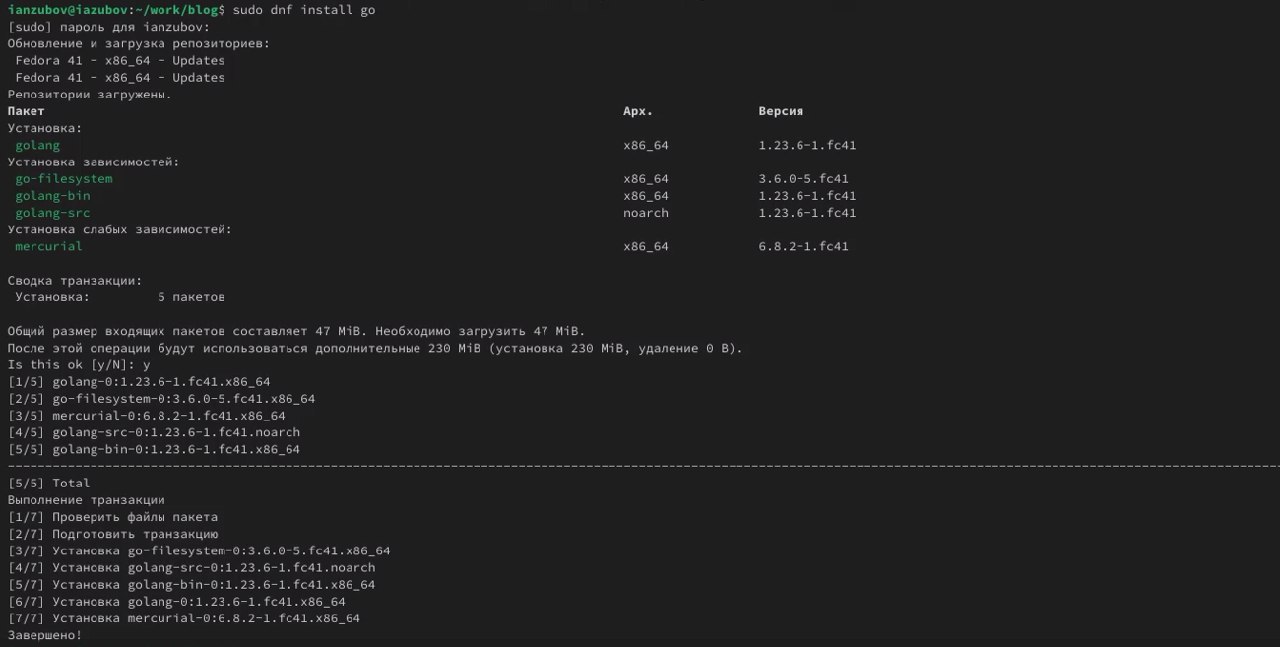 ianzubov@iazubov:~/work/blog$ sudo dnf install go
[sudo] пароль для ianzubov:
Обновление и загрузка репозиториев:
Fedora 41 - x86_64 - Updates
Fedora 41 - x86_64 - Updates
Репозитории загружены.
Пакет Арх. Версия
Установка:
golang x86_64 1.23.6-1.fc41
Установка зависимостей:
go-filesystem x86_64 3.6.0-5.fc41
golang-bin x86_64 1.23.6-1.fc41
golang-src noarch 1.23.6-1.fc41
Установка слабых зависимостей:
mercurial x86_64 6.8.2-1.fc41
Сводка транзакции:
Установка: 5 пакетов
Общий размер входящих пакетов составляет 47 MiB. Необходимо загрузить 47 MiB.
После этой операции будут использоваться дополнительные 230 MiB (установка 230 MiB, удаление 0 B).
Is this ok [y/N]: y
[1/5] golang-0:1.23.6-1.fc41.x86_64
[2/5] go-filesystem-0:3.6.0-5.fc41.x86_64
[3/5] mercurial-0:6.8.2-1.fc41.x86_64
[4/5] golang-src-0:1.23.6-1.fc41.noarch
[5/5] golang-bin-0:1.23.6-1.fc41.x86_64
[5/5] Total
Выполнение транзакции
[1/7] Проверить файлы пакета
[2/7] Подготовить транзакцию
[3/7] Установка go-filesystem-0:3.6.0-5.fc41.x86_64
[4/7] Установка golang-src-0:1.23.6-1.fc41.noarch
[5/7] Установка golang-bin-0:1.23.6-1.fc41.x86_64
[6/7] Установка golang-0:1.23.6-1.fc41.x86_64
[7/7] Установка mercurial-0:6.8.2-1.fc41.x86_64
Завершено!